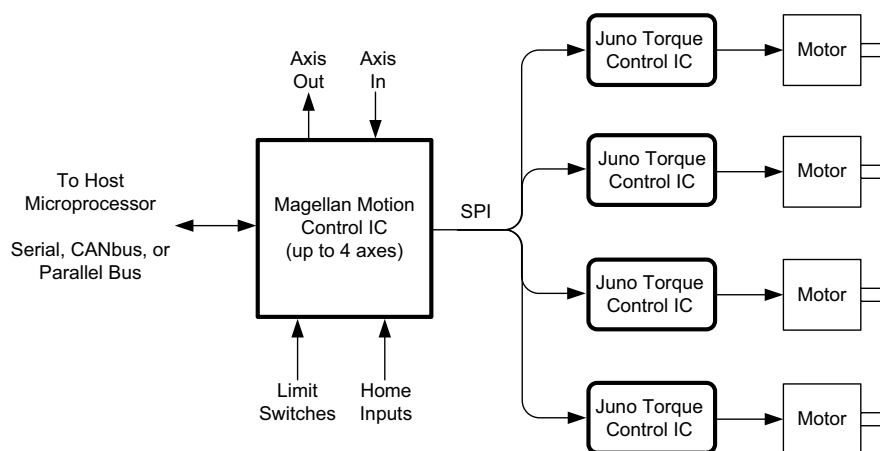 Axis
Out
Axis
In
To Host
Microprocessor
Serial, CANbus, or
Parallel Bus
Magellan Motion
Control IC
(up to 4 axes)
SPI
Limit
Switches
Home
Inputs
Juno Torque
Control IC
Motor
Juno Torque
Control IC
Motor
Juno Torque
Control IC
Motor
Juno Torque
Control IC
Motor